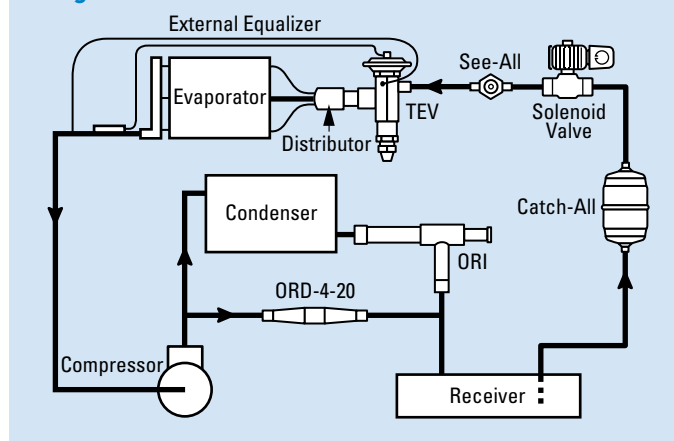 External Equalizer
See-All
Evaporator
TEV
Solenoid
Valve
Distributor
Condenser
Catch-All
ORI
ORD-4-20
Compressor
Receiver